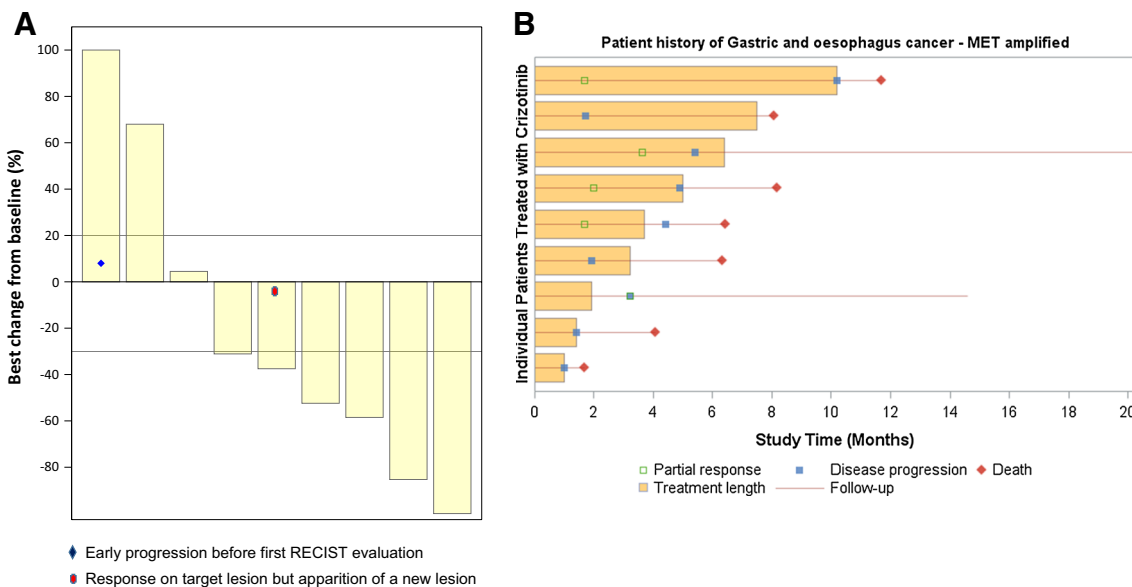 A
Best change from baseline (%)
100
80
60
40
20
0
-20
-40
-60
-80
Early progression before first RECIST evaluation
Response on target lesion but apparition of a new lesion
B
Patient history of Gastric and oesophagus cancer - MET amplified
Individual Patients Treated with Crizotinib
0 2 4 6 8 10 12 14 16 18 20
Study Time (Months)
Partial response Disease progression Death
Treatment length Follow-up